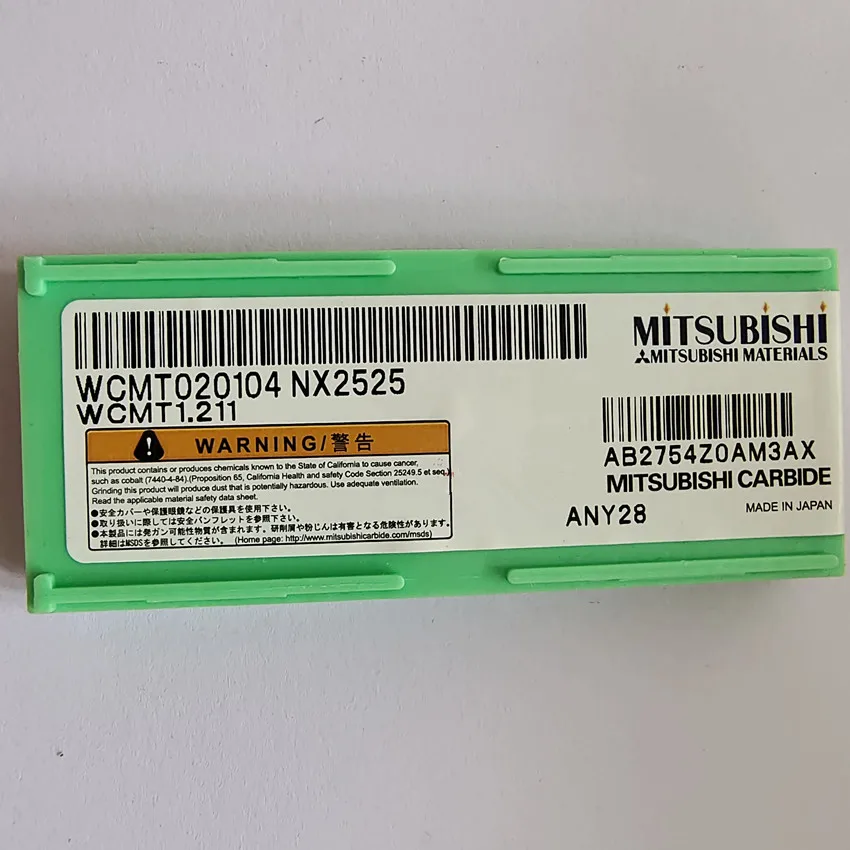 WCMT020104 NX2525
WCMT1.211
WARNING/警告
This product contains or produces chemicals known to the State of California to cause cancer,
such as cobalt (7440-4-84).(Proposition 65, California Health and safety Code Section 25249.5 et seq.)
Grinding this product will produce dust that is potentially hazardous. Use adequate ventilation.
Read the applicable material safety data sheet.
●安全カバーや保護眼鏡などの保護具を使用下さい。
●取り扱いに際しては安全パンフレットを参照下さい。
●本製品には発ガン可能性物質が含まれます。研削屑や粉じんは有害となる危険性があります。
詳細はMSDSを参照してください。 (Home page: http://www.mitsubishicarbide.com/msds)
MITSUBISHI
MITSUBISHI MATERIALS
AB2754Z0AM3AX
MITSUBISHI CARBIDE
ANY28
MADE IN JAPAN